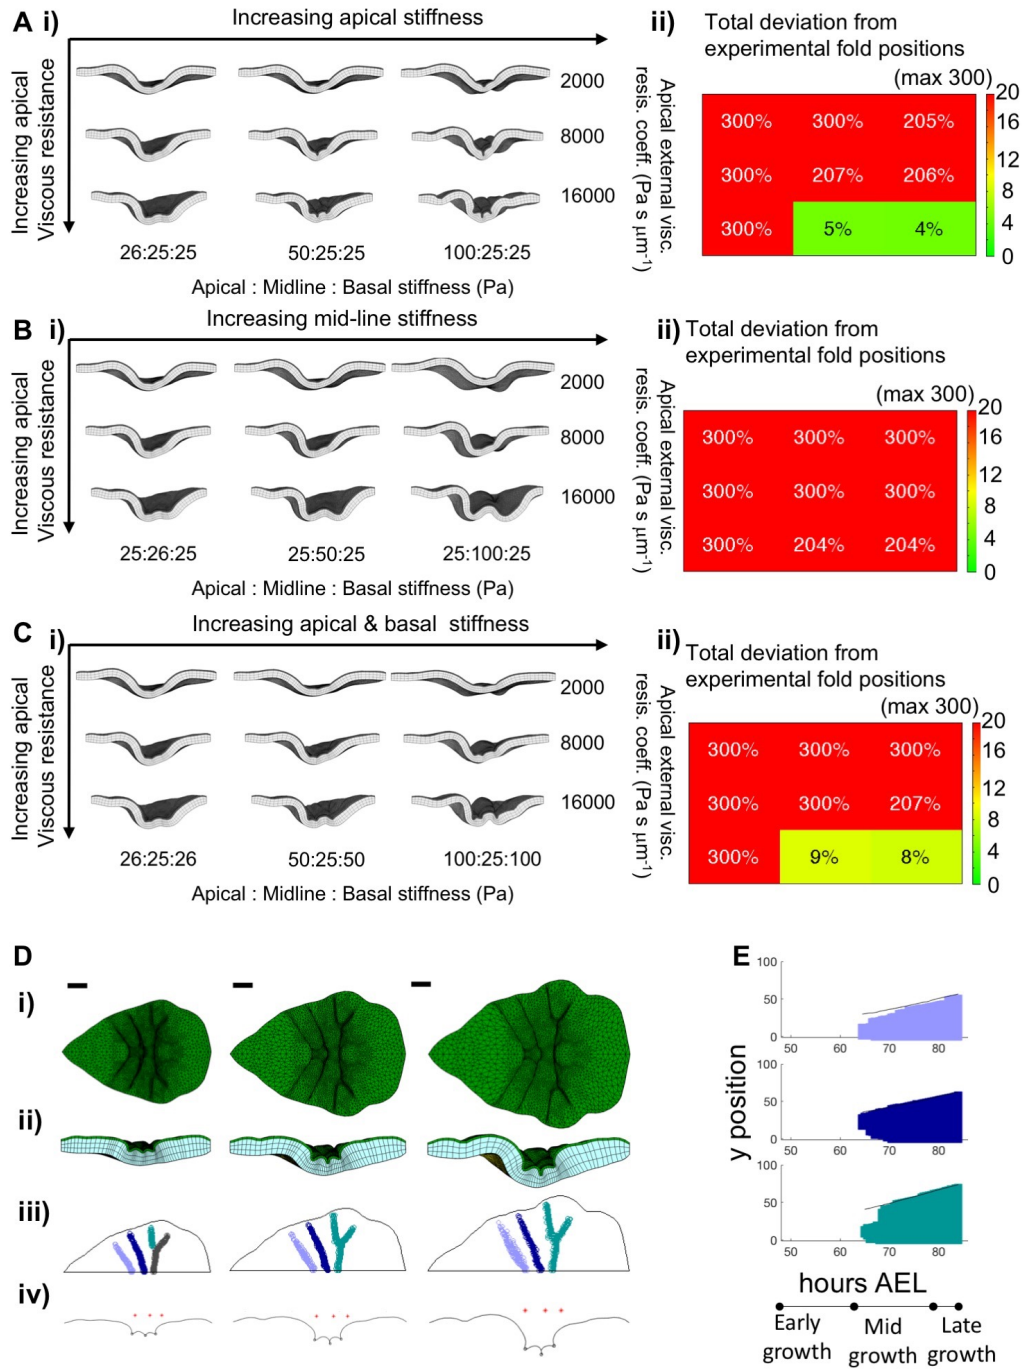 A i)
Increasing apical stiffness
Increasing apical
Viscous resistance
2000
8000
16000
26:25:25
50:25:25
100:25:25
Apical : Midline : Basal stiffness (Pa)
ii)
Total deviation from
experimental fold positions
(max 300)
Apical external visc.
resis. coeff. (Pa s µm⁻¹)
300% 300% 205%
300% 207% 206%
300% 5% 4%
20
16
12
8
4
0
B i)
Increasing mid-line stiffness
Increasing apical
Viscous resistance
2000
8000
16000
25:26:25
25:50:25
25:100:25
Apical : Midline : Basal stiffness (Pa)
ii)
Total deviation from
experimental fold positions
(max 300)
Apical external visc.
resis. coeff. (Pa s µm⁻¹)
300% 300% 300%
300% 300% 300%
300% 204% 204%
20
16
12
8
4
0
C i)
Increasing apical & basal stiffness
Increasing apical
Viscous resistance
2000
8000
16000
26:25:26
50:25:50
100:25:100
Apical : Midline : Basal stiffness (Pa)
ii)
Total deviation from
experimental fold positions
(max 300)
Apical external visc.
resis. coeff. (Pa s µm⁻¹)
300% 300% 300%
300% 300% 207%
300% 9% 8%
20
16
12
8
4
0
D
i)
ii)
iii)
iv)
E
y position
100
50
0
50 60 70 80
100
50
0
50 60 70 80
100
50
0
50 60 70 80
hours AEL
Early
growth
Mid
growth
Late
growth